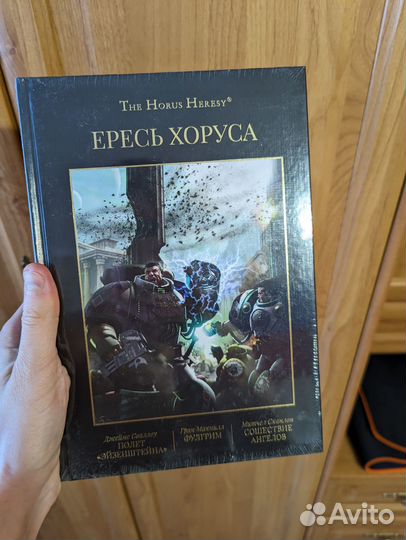 THE HORUS HERESY®
ЕРЕСЬ ХОРУСА
Джеймс Сваллоу
ПОЛЕТ
«ЭЙЗЕНШТЕЙНА»
Грэм Макнилл
ФУЛГРИМ
Митчел Сканлон
СОШЕСТВИЕ
АНГЕЛОВ
Avito